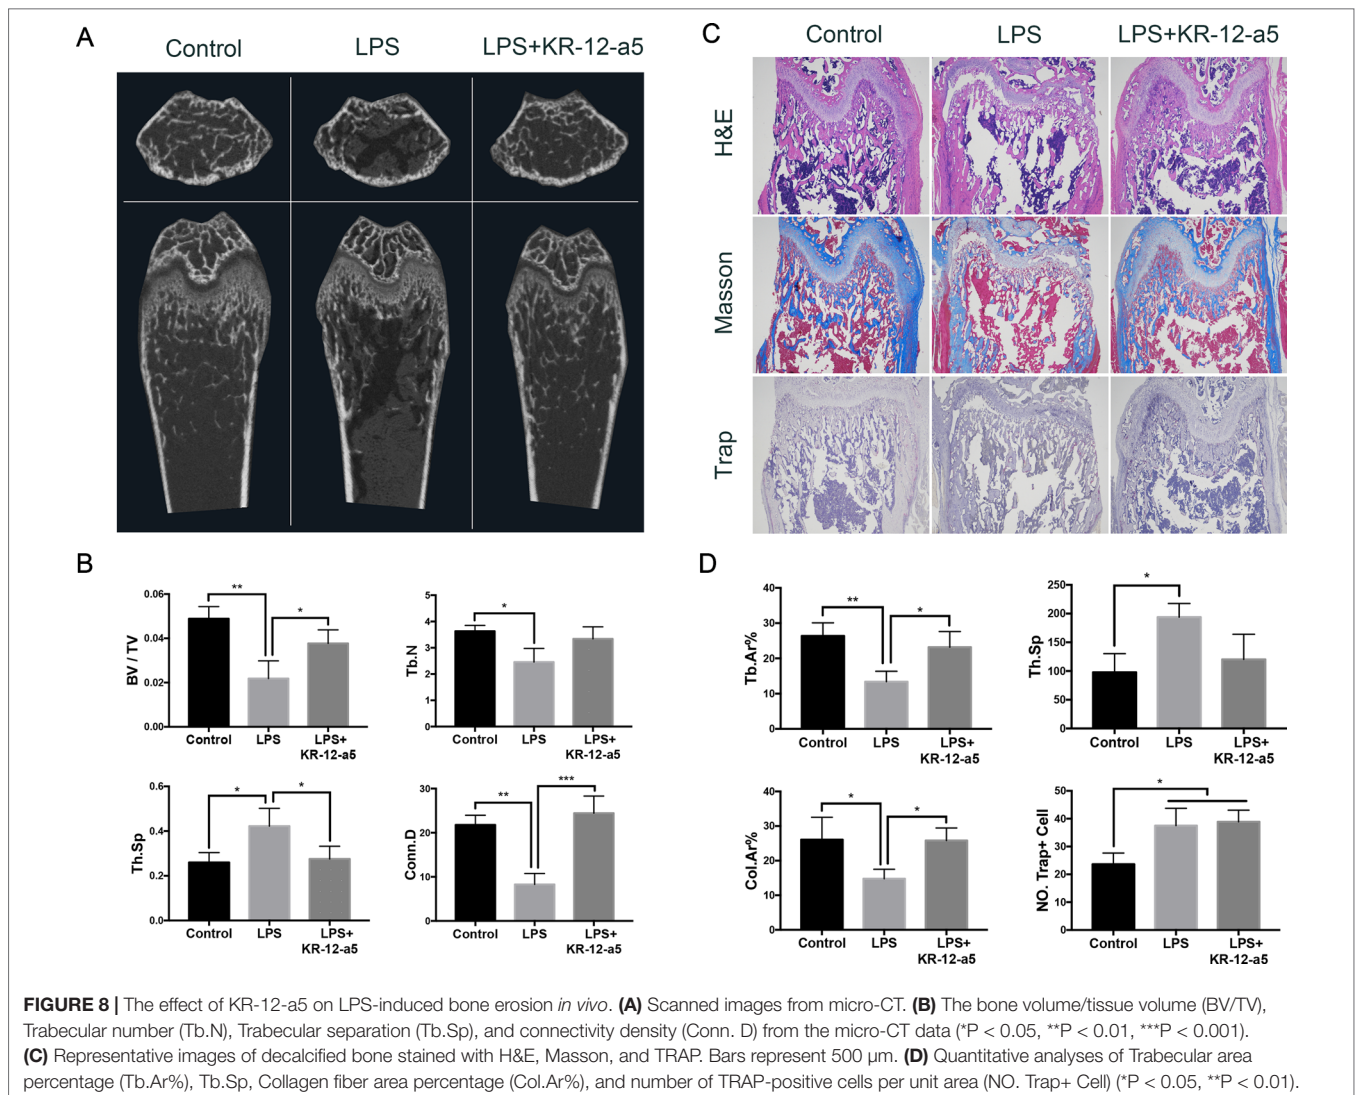 A
Control
LPS
LPS+KR-12-a5
B
0.06
0.04
0.02
0.00
BV / TV
**
*
Control
LPS
LPS+
KR-12-a5
5
4
3
2
1
0
Tb.N
*
Control
LPS
LPS+
KR-12-a5
0.6
0.4
0.2
0.0
Th.Sp
*
*
Control
LPS
LPS+
KR-12-a5
30
20
10
0
Conn.D
**
***
Control
LPS
LPS+
KR-12-a5
C
Control
LPS
LPS+KR-12-a5
H&E
Masson
Trap
D
40
30
20
10
0
Tb.Ar%
**
*
Control
LPS
LPS+
KR-12-a5
250
200
150
100
50
0
Th.Sp
*
Control
LPS
LPS+
KR-12-a5
40
30
20
10
0
Col.Ar%
*
*
Control
LPS
LPS+
KR-12-a5
50
40
30
20
10
0
NO. Trap+ Cell
*
Control
LPS
LPS+
KR-12-a5
FIGURE 8 | The effect of KR-12-a5 on LPS-induced bone erosion in vivo. (A) Scanned images from micro-CT. (B) The bone volume/tissue volume (BV/TV),
Trabecular number (Tb.N), Trabecular separation (Tb.Sp), and connectivity density (Conn. D) from the micro-CT data (*P < 0.05, **P < 0.01, ***P < 0.001).
(C) Representative images of decalcified bone stained with H&E, Masson, and TRAP. Bars represent 500 μm. (D) Quantitative analyses of Trabecular area
percentage (Tb.Ar%), Tb.Sp, Collagen fiber area percentage (Col.Ar%), and number of TRAP-positive cells per unit area (NO. Trap+ Cell) (*P < 0.05, **P < 0.01).